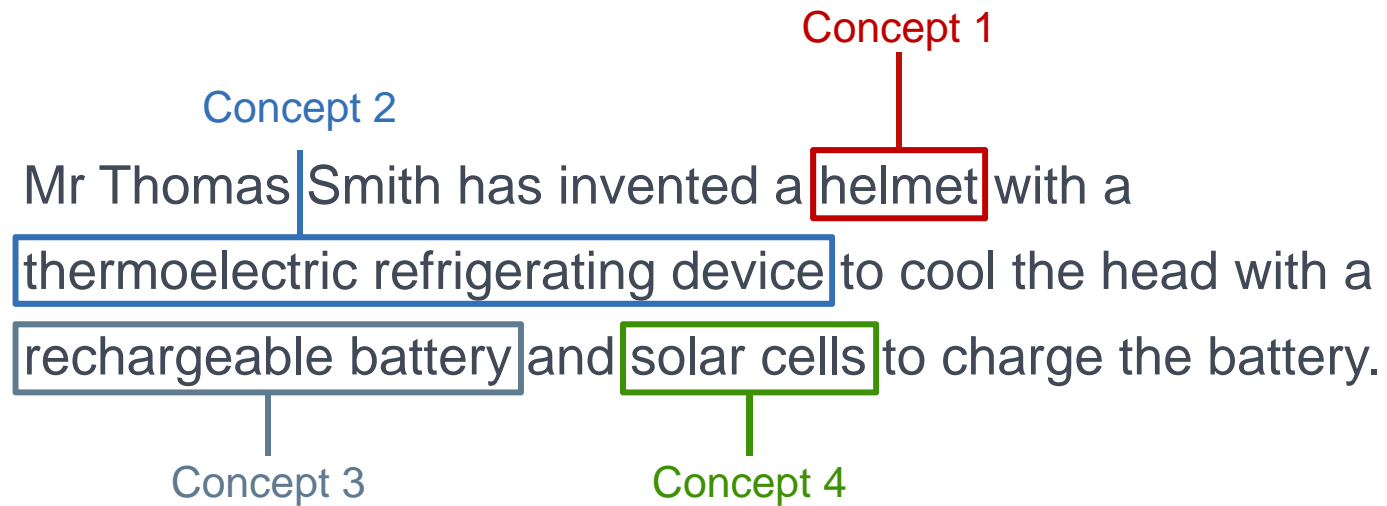 Concept 1
Concept 2
Mr Thomas Smith has invented a helmet with a
thermoelectric refrigerating device to cool the head with a
rechargeable battery and solar cells to charge the battery.
Concept 3
Concept 4